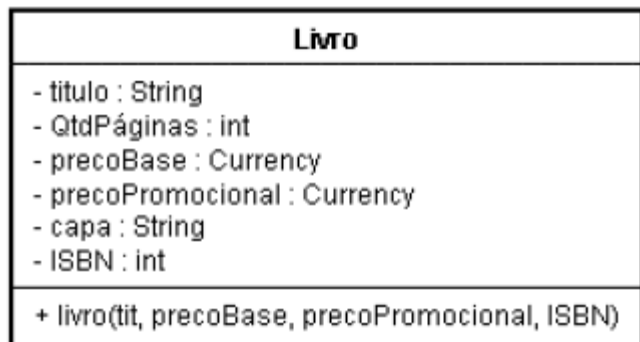 Livro
- titulo : String
- QtdPáginas : int
- precoBase : Currency
- precoPromocional : Currency
- capa : String
- ISBN : int
+ livro(tit, precoBase, precoPromocional, ISBN)